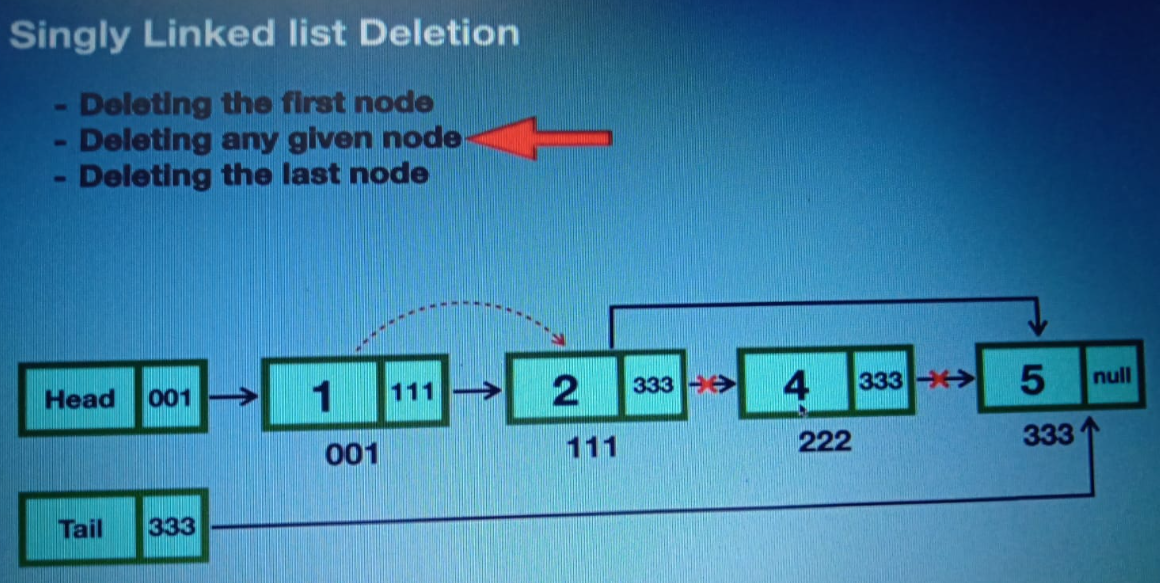 Singly Linked list Deletion
- Deleting the first node
- Deleting any given node
- Deleting the last node
Head 001 1 111 2 333 4 333 5 null
001 111 222 333
Tail 333